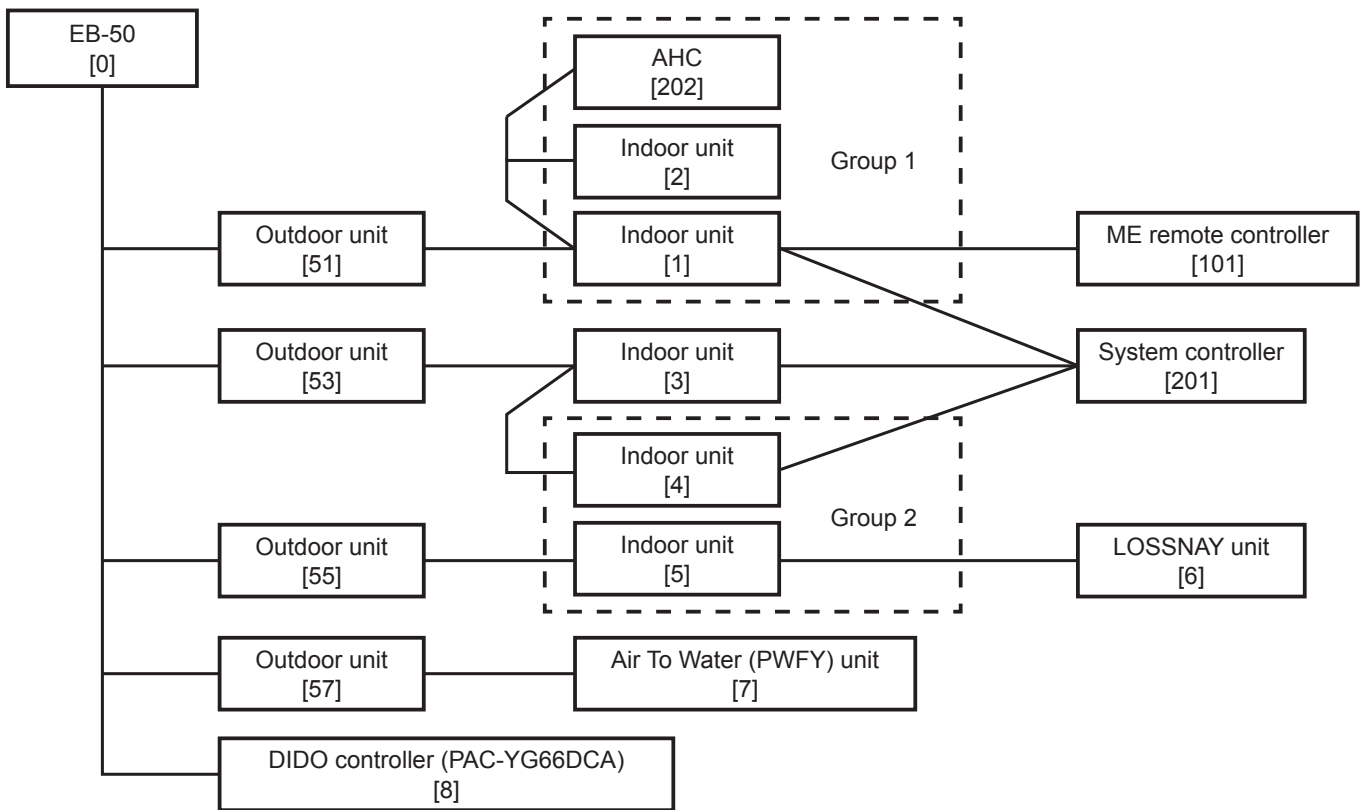 EB-50
[0]
AHC
[202]
Indoor unit
[2]
Group 1
Outdoor unit
[51]
Indoor unit
[1]
ME remote controller
[101]
Outdoor unit
[53]
Indoor unit
[3]
System controller
[201]
Indoor unit
[4]
Group 2
Outdoor unit
[55]
Indoor unit
[5]
LOSSNAY unit
[6]
Outdoor unit
[57]
Air To Water (PWFY) unit
[7]
DIDO controller (PAC-YG66DCA)
[8]